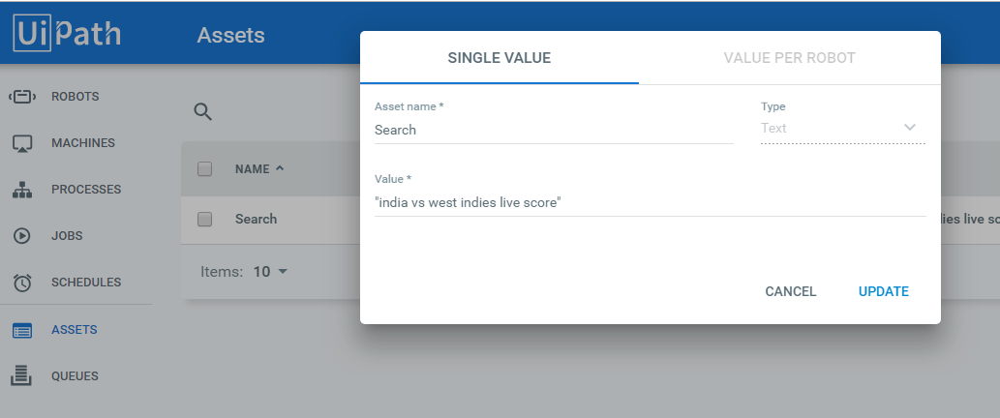 UiPath
Assets
SINGLE VALUE
VALUE PER ROBOT
ROBOTS
Asset name *
Type
Search
Text
MACHINES
NAME
Value *
PROCESSES
"india vs west indies live score"
Search
dies live sc
JOBS
Items: 10
SCHEDULES
CANCEL
UPDATE
ASSETS
QUEUES